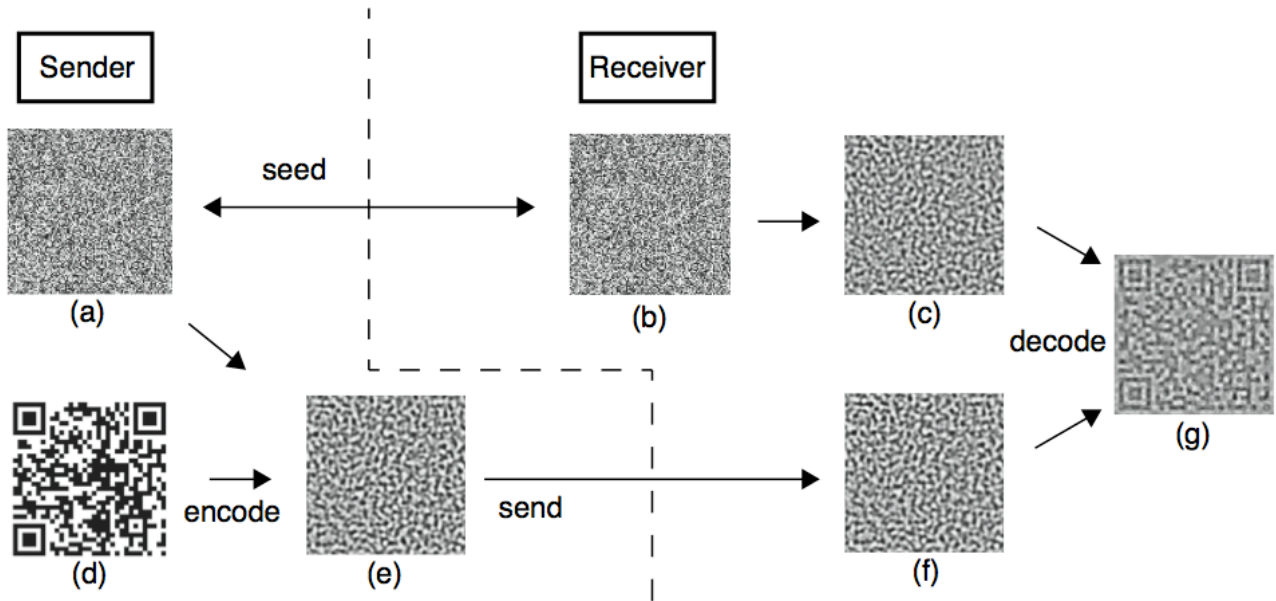 Sender
Receiver
seed
(a)
(b)
(c)
decode
(g)
encode
send
(d)
(e)
(f)